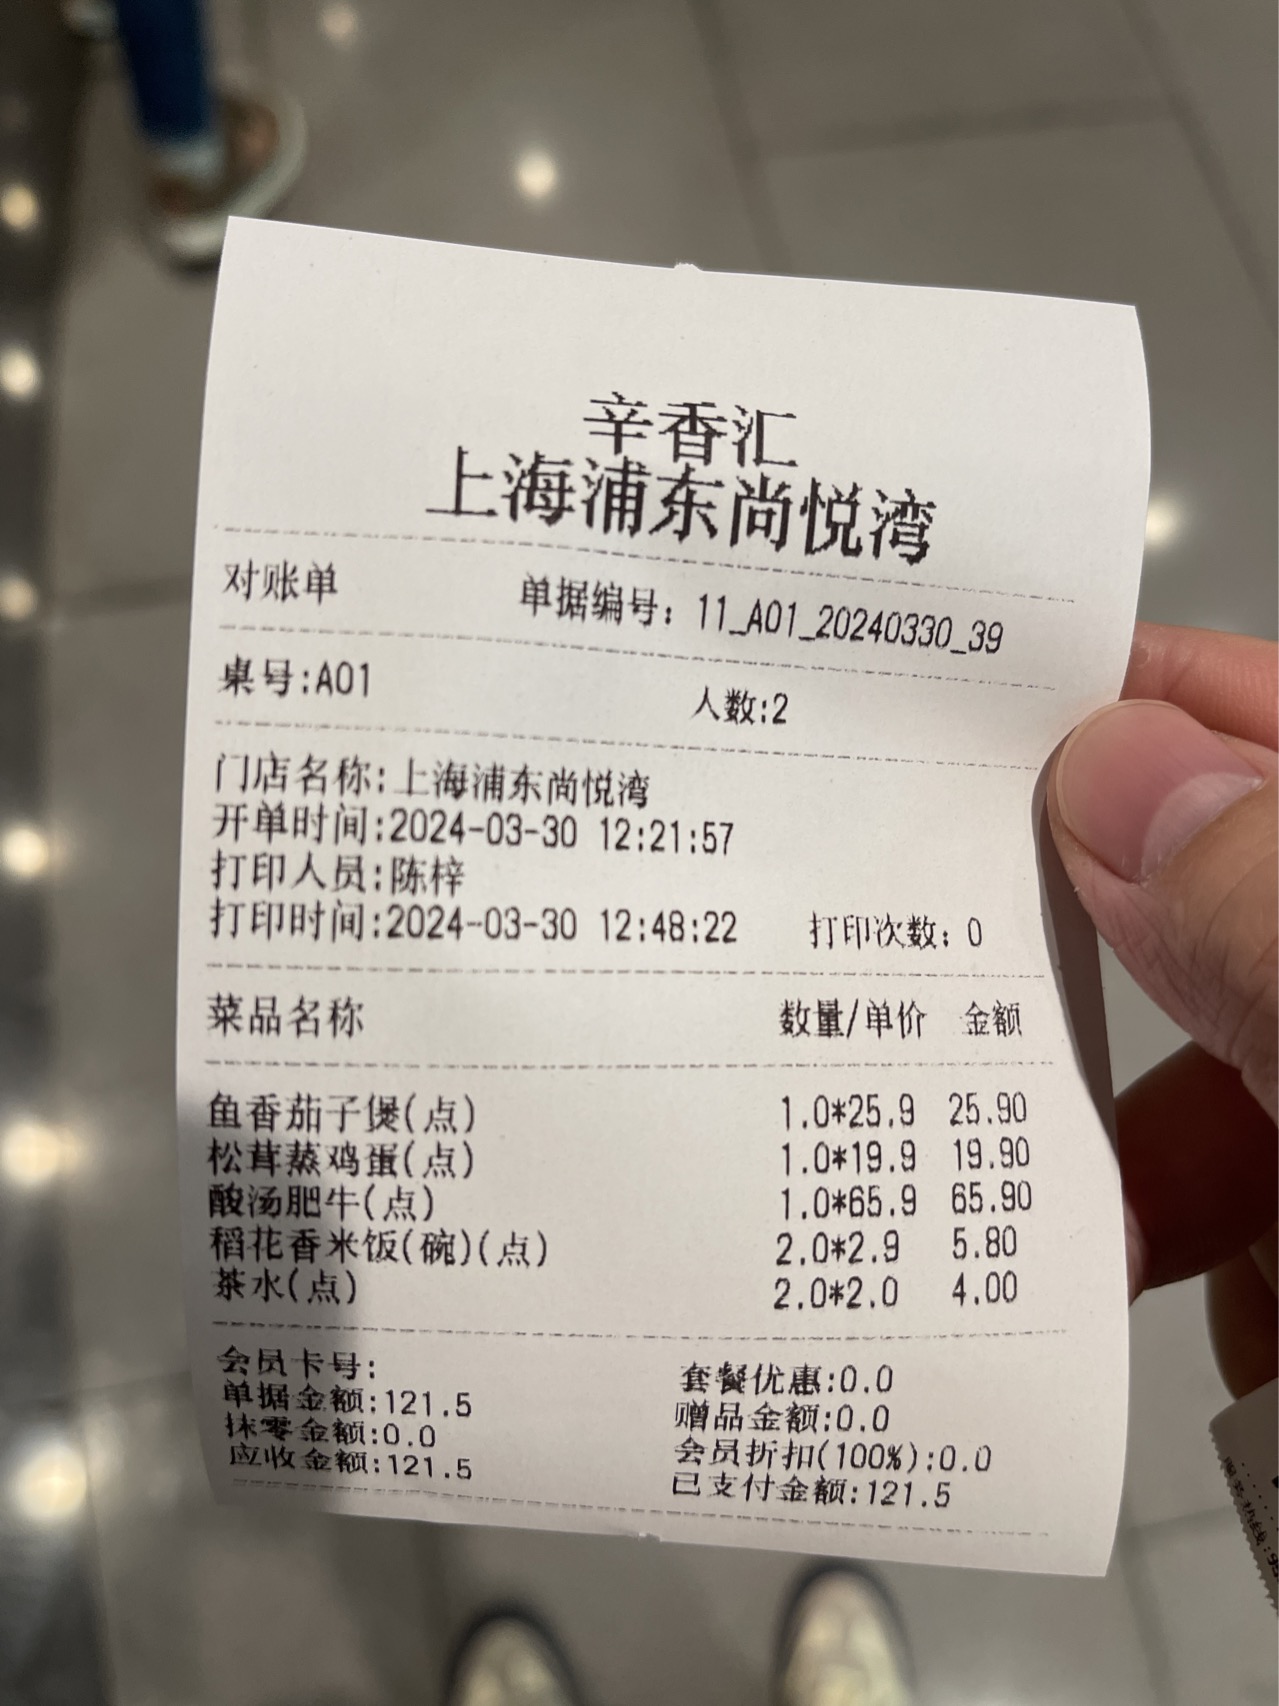 辛香汇
上海浦东尚悦湾
对账单 单据编号：11_A01_20240330_39
桌号:A01 人数:2
门店名称:上海浦东尚悦湾
开单时间:2024-03-30 12:21:57
打印人员:陈梓
打印时间:2024-03-30 12:48:22 打印次数：0
菜品名称 数量/单价 金额
鱼香茄子煲(点) 1.0*25.9 25.90
松茸蒸鸡蛋(点) 1.0*19.9 19.90
酸汤肥牛(点) 1.0*65.9 65.90
稻花香米饭(碗)(点) 2.0*2.9 5.80
茶水(点) 2.0*2.0 4.00
会员卡号: 套餐优惠:0.0
单据金额:121.5 赠品金额:0.0
抹零金额:0.0 会员折扣(100%):0.0
应收金额:121.5 已支付金额:121.5
服务热线:95